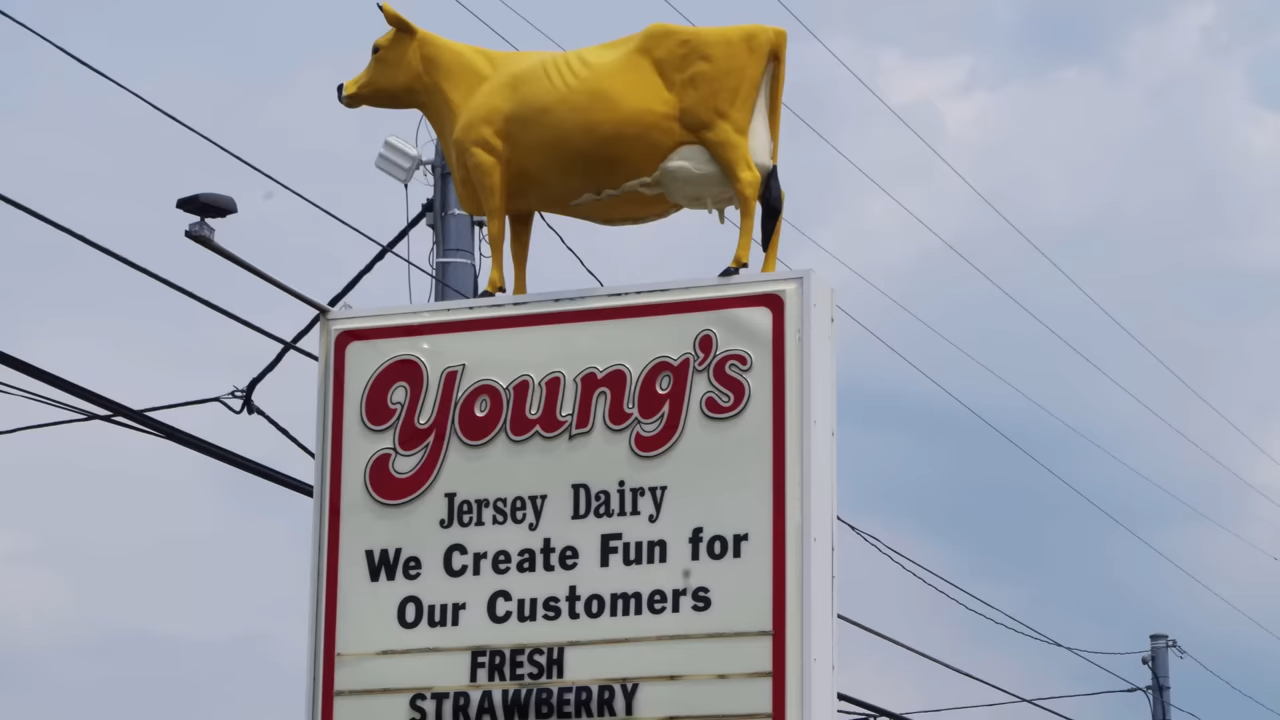 Young's
Jersey Dairy
We Create Fun for
Our Customers
FRESH
STRAWBERRY